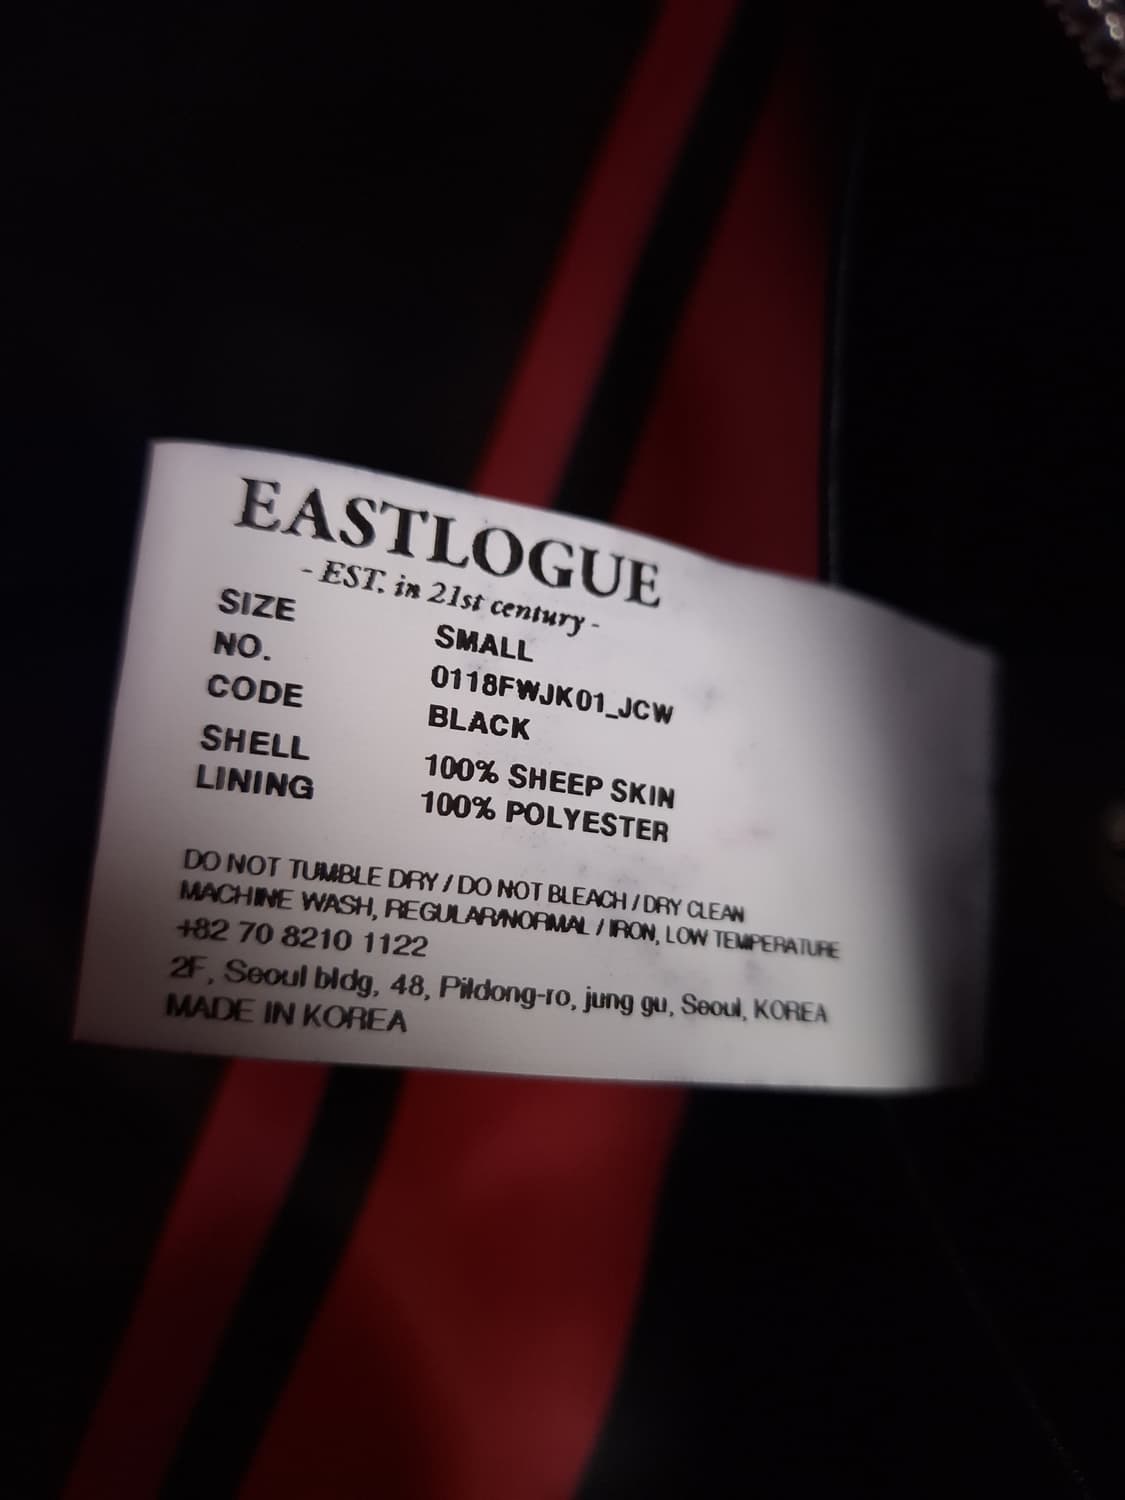 EASTLOGUE
- EST. in 21st century -
SIZE SMALL
NO. 0118FWJK01_JCW
CODE BLACK
SHELL 100% SHEEP SKIN
LINING 100% POLYESTER
DO NOT TUMBLE DRY / DO NOT BLEACH / DRY CLEAN
MACHINE WASH, REGULAR/NORMAL / IRON, LOW TEMPERATURE
+82 70 8210 1122
2F, Seoul bldg, 48, Pildong-ro, jung gu, Seoul, KOREA
MADE IN KOREA